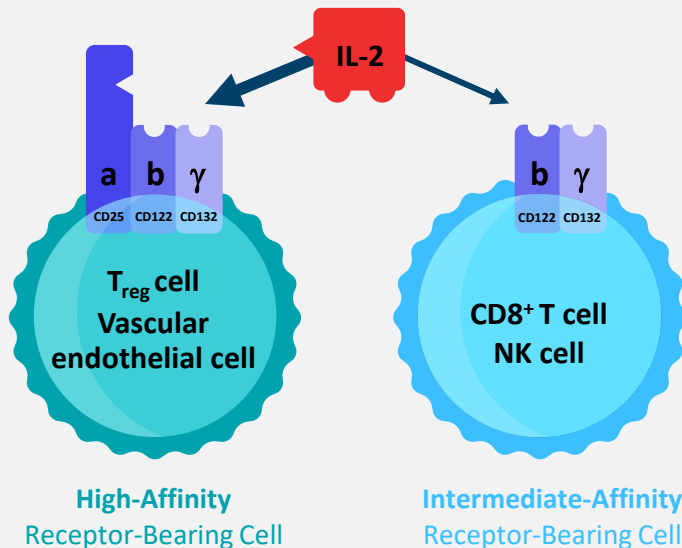 IL-2
a b γ
CD25 CD122 CD132
b γ
CD122 CD132
Treg cell
Vascular
endothelial cell
CD8+ T cell
NK cell
High-Affinity
Receptor-Bearing Cell
Intermediate-Affinity
Receptor-Bearing Cell